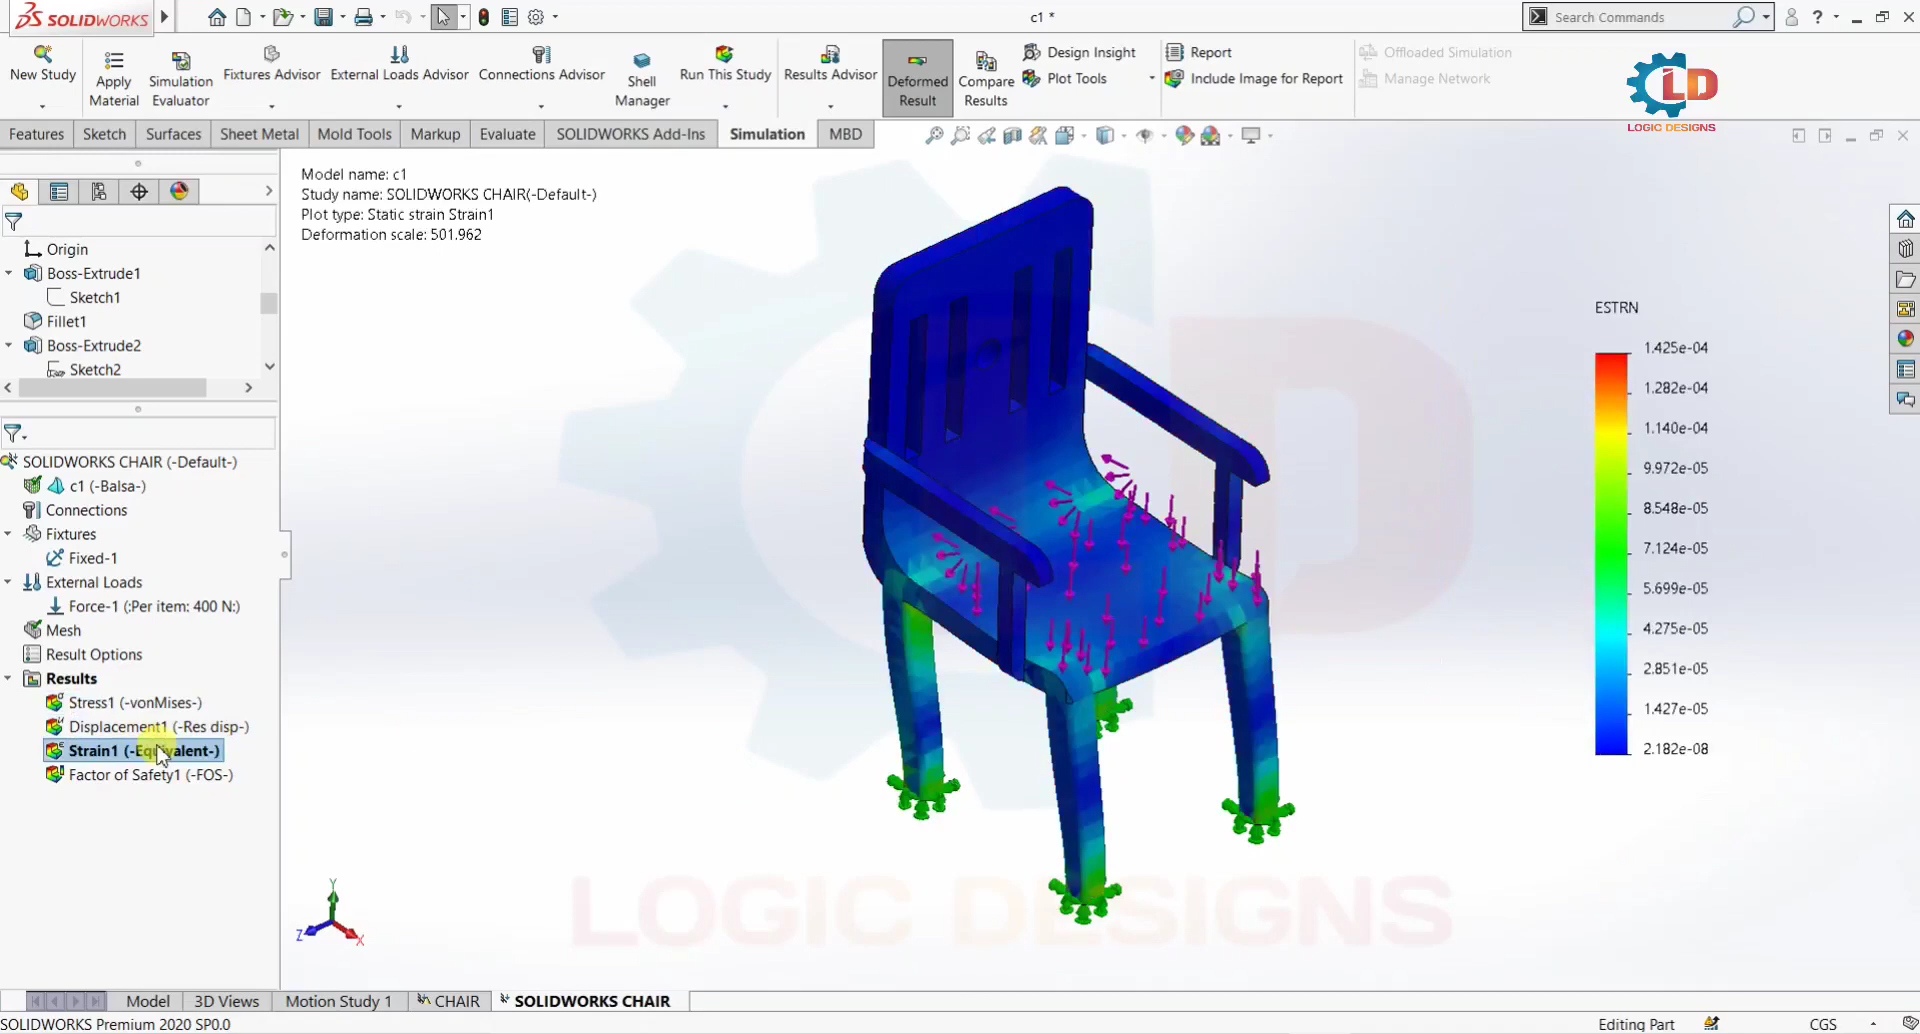 SOLIDWORKS
c1 *
Search Commands
New Study
Apply Material
Simulation Evaluator
Fixtures Advisor
External Loads Advisor
Connections Advisor
Shell Manager
Run This Study
Results Advisor
Deformed Result
Compare Results
Design Insight
Plot Tools
Report
Include Image for Report
Offloaded Simulation
Manage Network
LD
LOGIC DESIGNS
Features
Sketch
Surfaces
Sheet Metal
Mold Tools
Markup
Evaluate
SOLIDWORKS Add-Ins
Simulation
MBD
Model name: c1
Study name: SOLIDWORKS CHAIR(-Default-)
Plot type: Static strain Strain1
Deformation scale: 501.962
Origin
Boss-Extrude1
Sketch1
Fillet1
Boss-Extrude2
Sketch2
SOLIDWORKS CHAIR (-Default-)
c1 (-Balsa-)
Connections
Fixtures
Fixed-1
External Loads
Force-1 (:Per item: 400 N:)
Mesh
Result Options
Results
Stress1 (-vonMises-)
Displacement1 (-Res disp-)
Strain1 (-Equivalent-)
Factor of Safety1 (-FOS-)
ESTRN
1.425e-04
1.282e-04
1.140e-04
9.972e-05
8.548e-05
7.124e-05
5.699e-05
4.275e-05
2.851e-05
1.427e-05
2.182e-08
Y
Z
X
LOGIC DESIGNS
Model
3D Views
Motion Study 1
CHAIR
SOLIDWORKS CHAIR
SOLIDWORKS Premium 2020 SP0.0
Editing Part
CGS